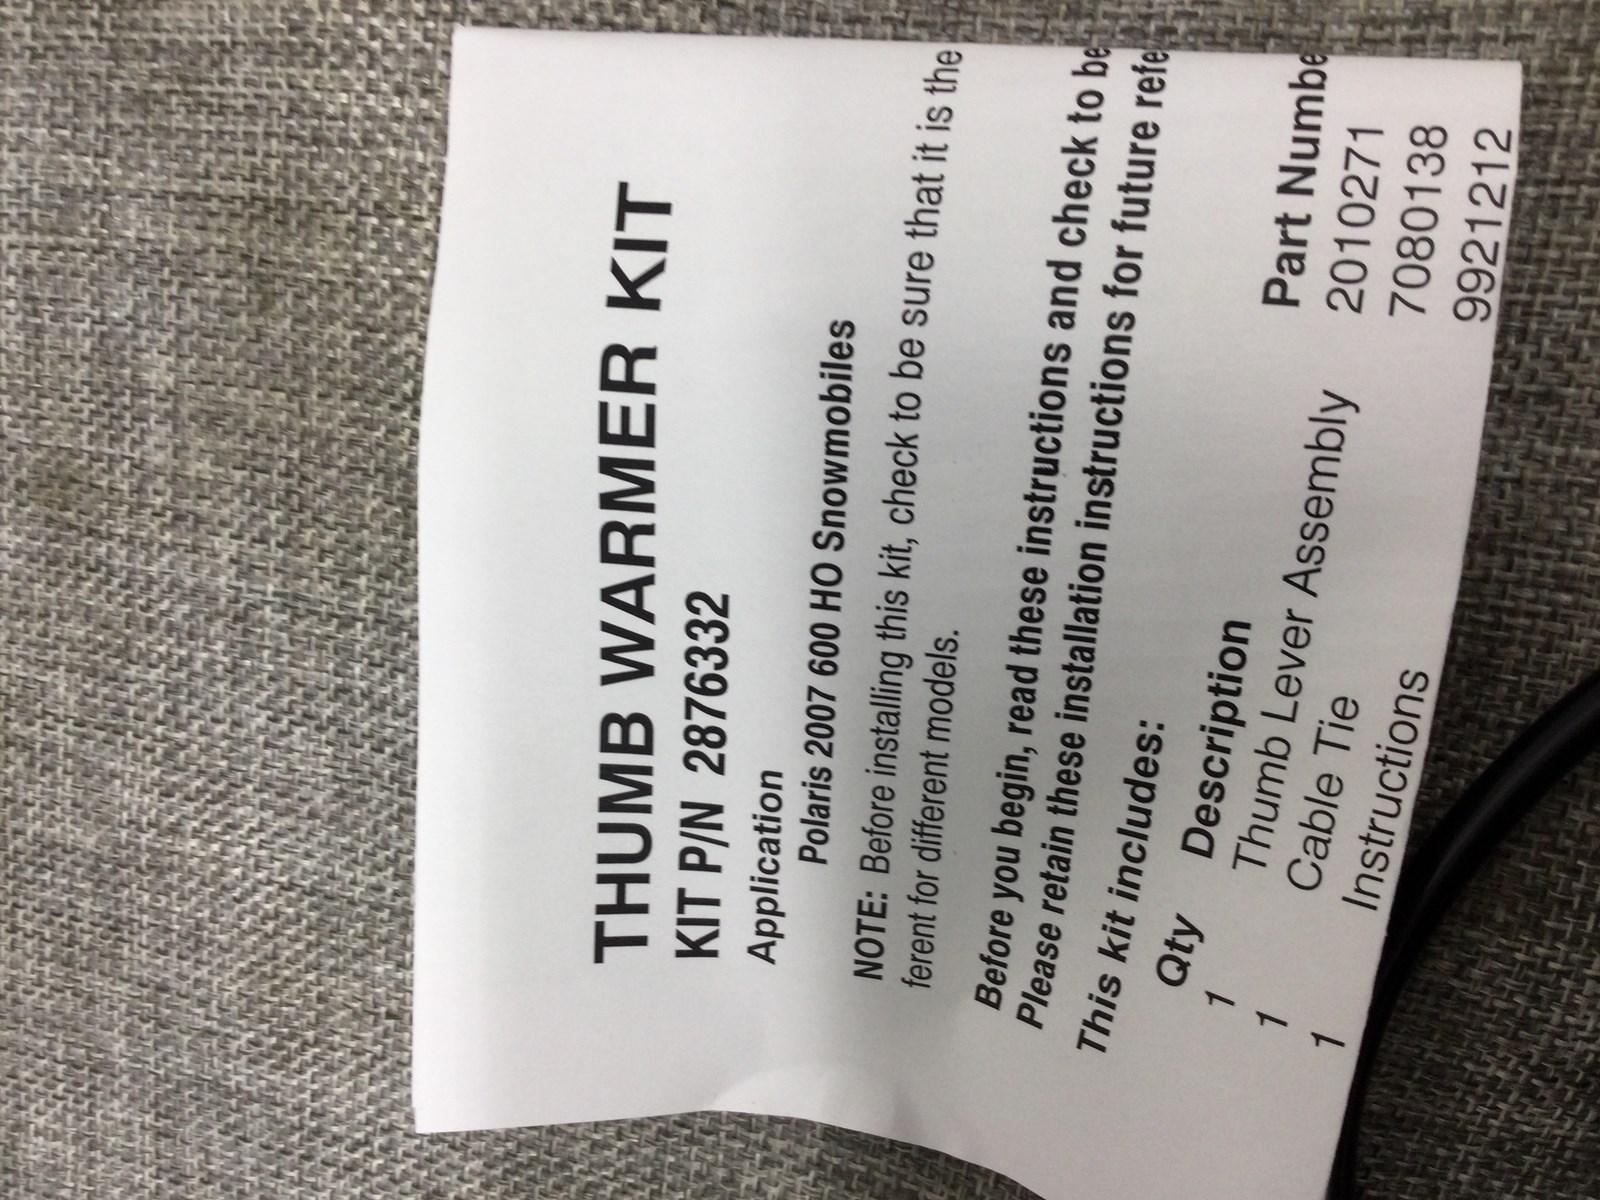 THUMB WARMER KIT
KIT P/N 2876332
Application
Polaris 2007 600 HO Snowmobiles
NOTE: Before installing this kit, check to be sure that it is the
ferent for different models.
Before you begin, read these instructions and check to be
Please retain these installation instructions for future refe
This kit includes:
Qty Description Part Numbe
1 Thumb Lever Assembly 2010271
1 Cable Tie 7080138
1 Instructions 9921212